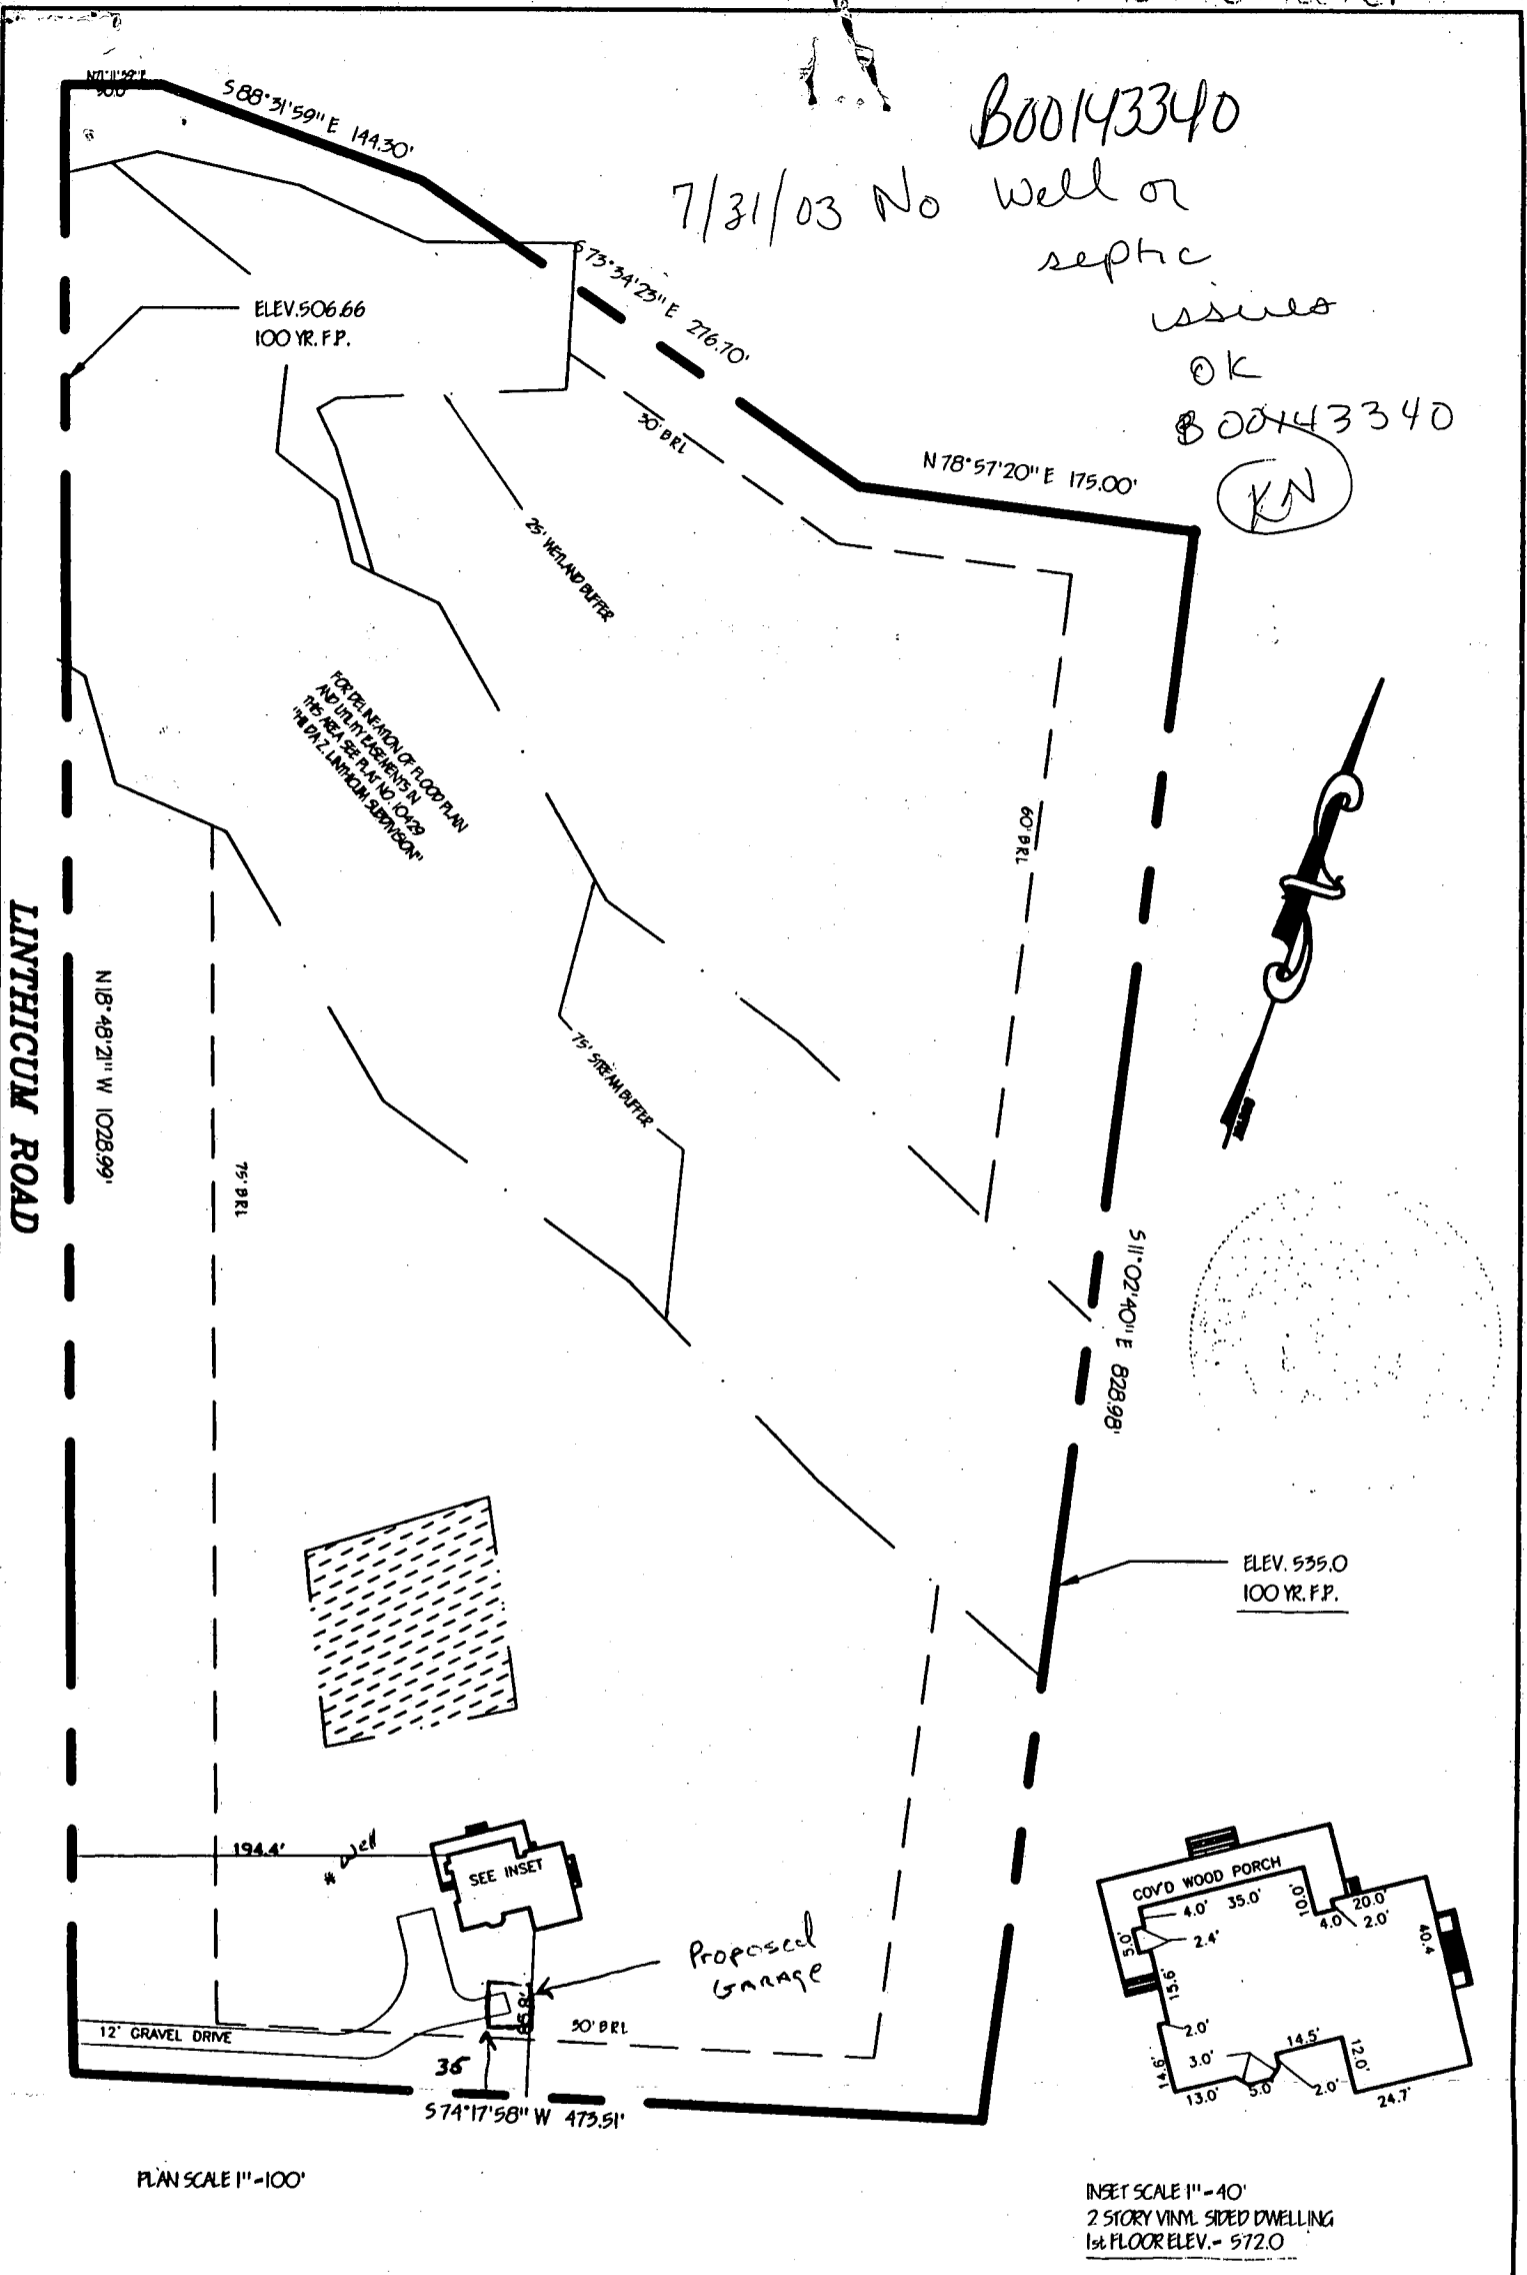 N71°11'59"E
50.0'
S 88°31'59" E 144.30'
B00143340
7/31/03 No Well or
septic
issues
OK
B00143340
KN
S 73°34'23" E 276.70'
ELEV. 506.66
100 YR. F.P.
30' BRL
N 78°57'20" E 175.00'
25' WETLAND BUFFER
FOR DELINEATION OF FLOOD PLAIN
AND UTILITY EASEMENTS IN
THIS AREA SEE PLAT NO. 10429
"HILDA Z. LINTHICUM SUBDIVISION"
60' BRL
LINTHICUM ROAD
N 18°48'21" W 1028.99'
75' BRL
75' STREAM BUFFER
S 11°02'40" E 828.98'
ELEV. 535.0
100 YR. F.P.
194.4'
* well
SEE INSET
Proposed
GARAGE
85.8'
12' GRAVEL DRIVE
30' BRL
36
S 74°17'58" W 473.51'
COV'D WOOD PORCH
4.0' 35.0' 10.0' 20.0'
4.0' 2.0'
5.0' 2.4' 40.4
15.6'
2.0' 14.5'
14.6' 3.0' 12.0'
13.0' 5.0' 2.0' 24.7'
PLAN SCALE 1"-100'
INSET SCALE 1"-40'
2 STORY VINYL SIDED DWELLING
1st FLOOR ELEV.- 572.0